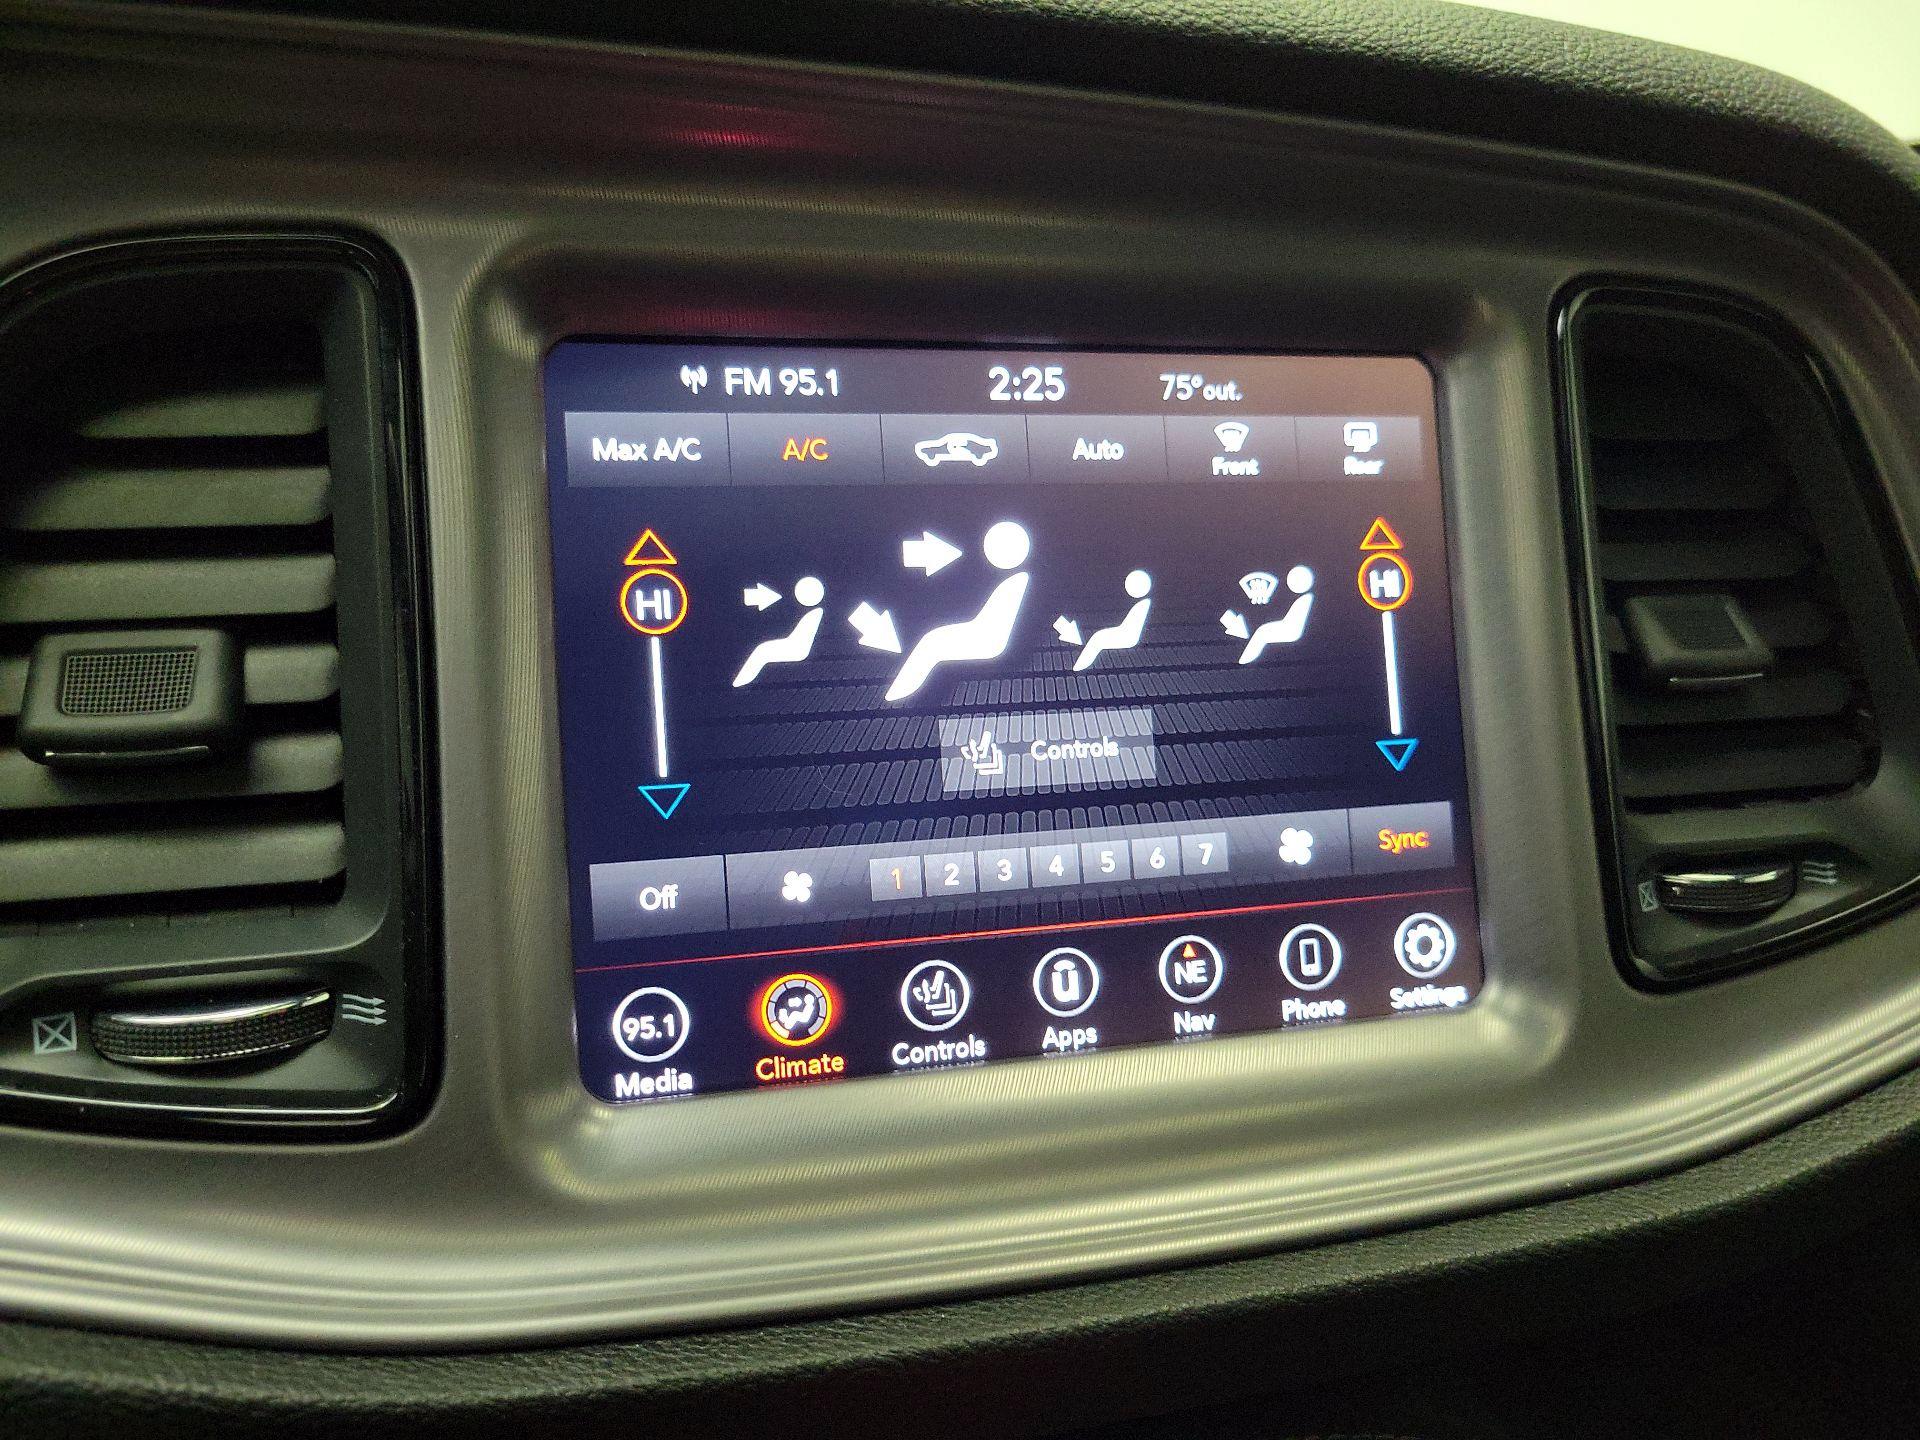 FM 95.1 2:25 75° out.
Max A/C A/C Auto Front Rear
HI HI
Controls
Off 1 2 3 4 5 6 7 Sync
95.1 NE
Media Climate Controls Apps Nav Phone Settings